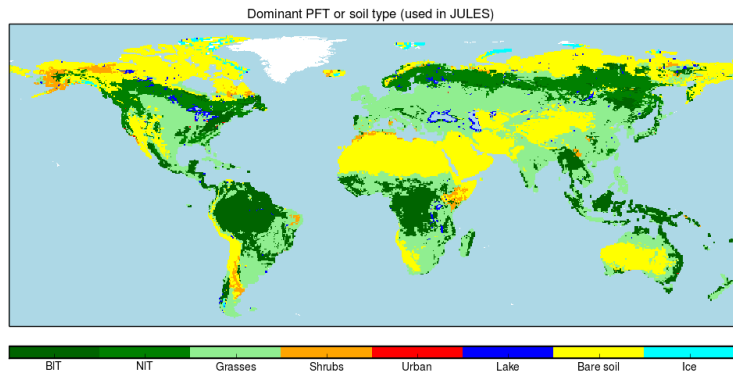 Dominant PFT or soil type (used in JULES)
BIT NIT Grasses Shrubs Urban Lake Bare soil Ice